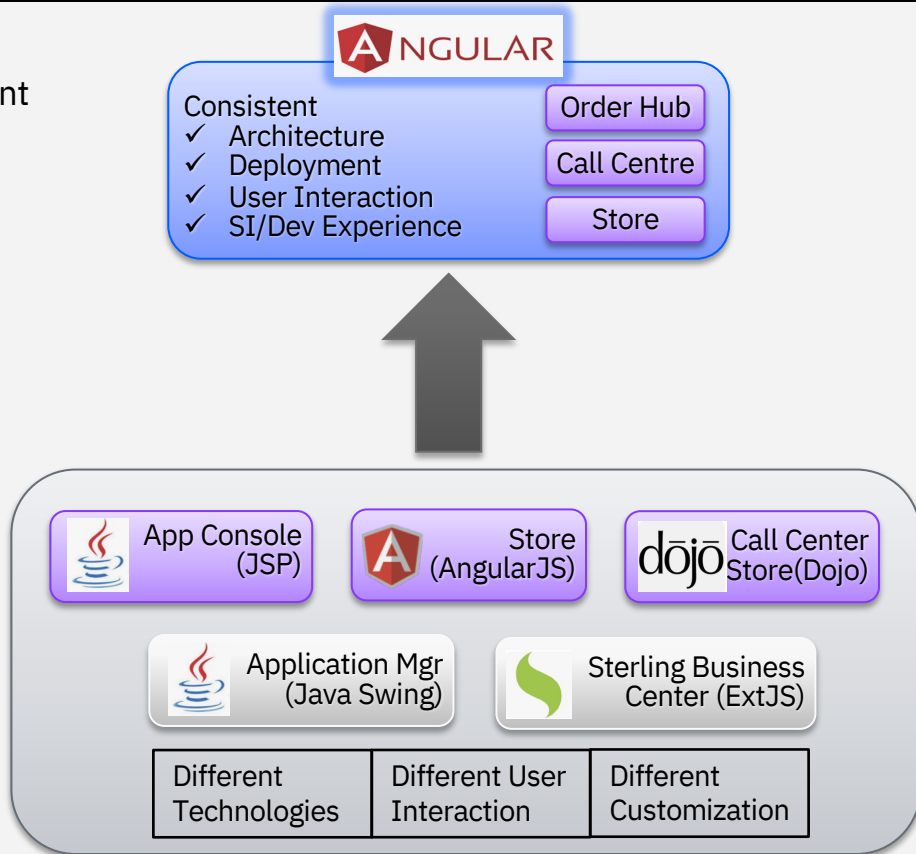 ANGULAR
nt
Consistent
✓ Architecture
✓ Deployment
✓ User Interaction
✓ SI/Dev Experience
Order Hub
Call Centre
Store
App Console
(JSP)
A
Store
(AngularJS)
dōjō
Call Center
Store(Dojo)
Application Mgr
(Java Swing)
Sterling Business
Center (ExtJS)
Different
Technologies
Different User
Interaction
Different
Customization